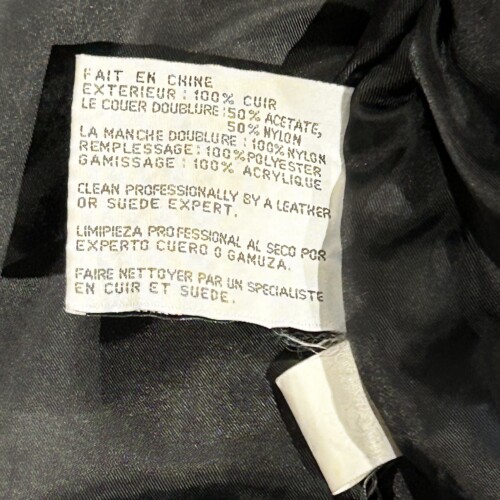 FAIT EN CHINE
EXTERIEUR : 100% CUIR
LE COUER DOUBLURE :50% ACETATE,
50% NYLON
LA MANCHE DOUBLURE : 100% NYLON
REMPLESSAGE: 100% POLYESTER
GAMISSAGE : 100% ACRYLIQUE
CLEAN PROFESSIONALLY BY A LEATHER
OR SUEDE EXPERT.
LIMIPIEZA PROFESSIONAL AL SECO POR
EXPERTO CUERO O GAMUZA.
FAIRE NETTOYER PAR UN SPECIALISTE
EN CUIR ET SUEDE.